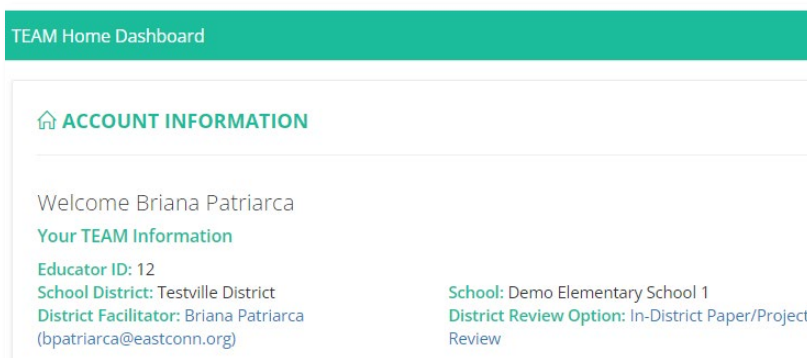 TEAM Home Dashboard
ACCOUNT INFORMATION
Welcome Briana Patriarca
Your TEAM Information
Educator ID: 12
School District: Testville District
District Facilitator: Briana Patriarca
(bpatriarca@eastconn.org)
School: Demo Elementary School 1
District Review Option: In-District Paper/Project
Review